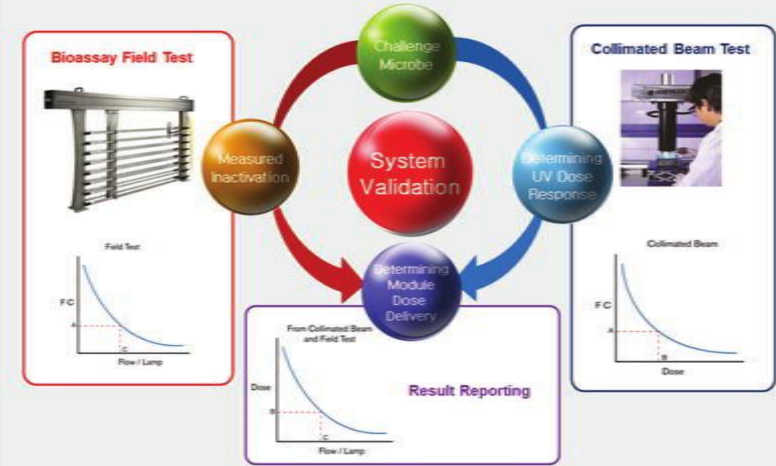 Bioassay Field Test
Challenge
Microbe
Collimated Beam Test
Measured
Inactivation
System
Validation
Determining
UV Dose
Response
Field Test
F C
A
C
Flow / Lamp
Determining
Module
Dose
Delivery
Collimated Beam
F C
A
B
Dose
From Collimated Beam
and Field Test
Dose
B
C
Flow / Lamp
Result Reporting